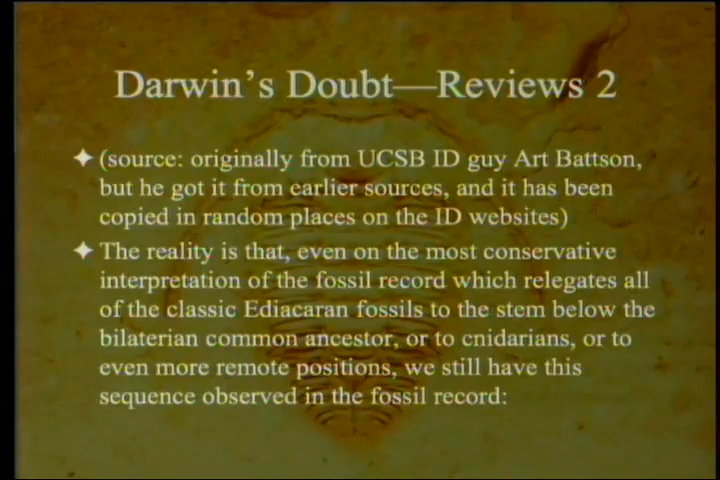 Darwin's Doubt—Reviews 2
(source: originally from UCSB ID guy Art Battson,
but he got it from earlier sources, and it has been
copied in random places on the ID websites)
The reality is that, even on the most conservative
interpretation of the fossil record which relegates all
of the classic Ediacaran fossils to the stem below the
bilaterian common ancestor, or to cnidarians, or to
even more remote positions, we still have this
sequence observed in the fossil record: